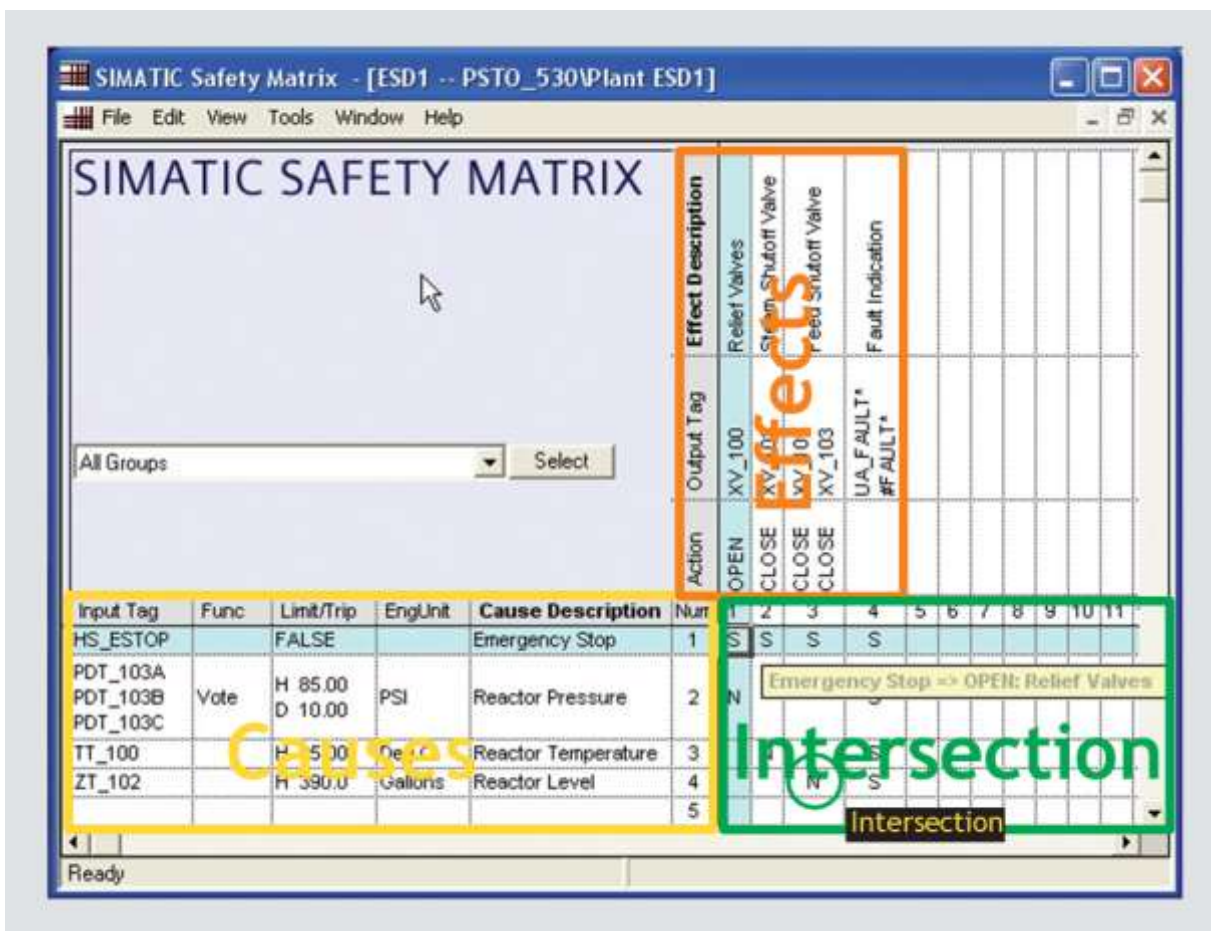 SIMATIC Safety Matrix - [ESD1 -- PSTO_530\Plant ESD1]
File Edit View Tools Window Help
SIMATIC SAFETY MATRIX
All Groups
Select
Effect Description
Output Tag
Action
Relief Valves
XV_100
OPEN
Shutoff Valve
CLOSE
Shutoff Valve
XV_103
CLOSE
CLOSE
Fault Indication
UA_FAULT*
#FAULT*
Effects
Input Tag Func Limit/Trip EngUnit Cause Description Num 1 2 3 4 5 6 7 8 9 10 11
HS_ESTOP FALSE Emergency Stop 1 S S S S
PDT_103A
PDT_103B Vote H 85.00 PSI Reactor Pressure 2 N
PDT_103C D 10.00
Emergency Stop => OPEN: Relief Valves
TT_100 Reactor Temperature 3 S
ZT_102 H 390.0 Gallons Reactor Level 4 N S
5
Causes
Intersection
Intersection
Ready